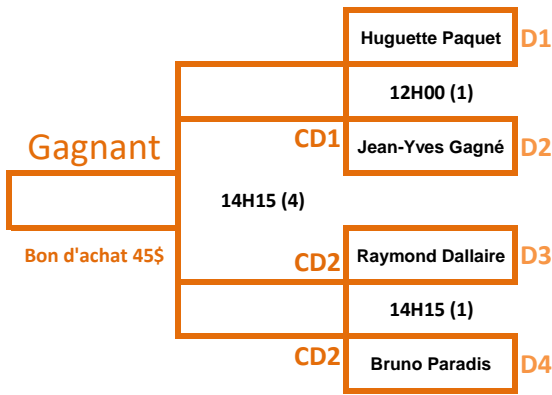 Huguette Paquet D1
12H00 (1)
Gagnant
CD1 Jean-Yves Gagné D2
14H15 (4)
Bon d'achat 45$
CD2 Raymond Dallaire D3
14H15 (1)
CD2 Bruno Paradis D4